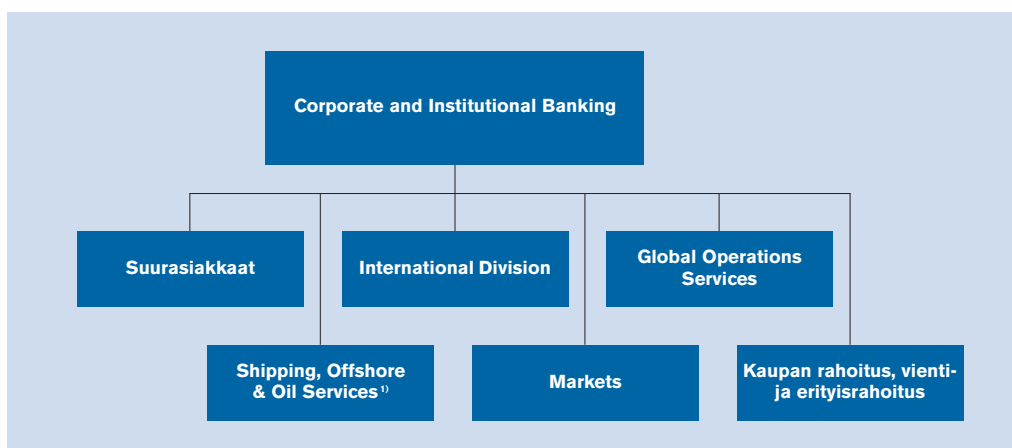 Corporate and Institutional Banking
Suurasiakkaat
International Division
Global Operations
Services
Shipping, Offshore
& Oil Services ¹⁾
Markets
Kaupan rahoitus, vienti-
ja erityisrahoitus